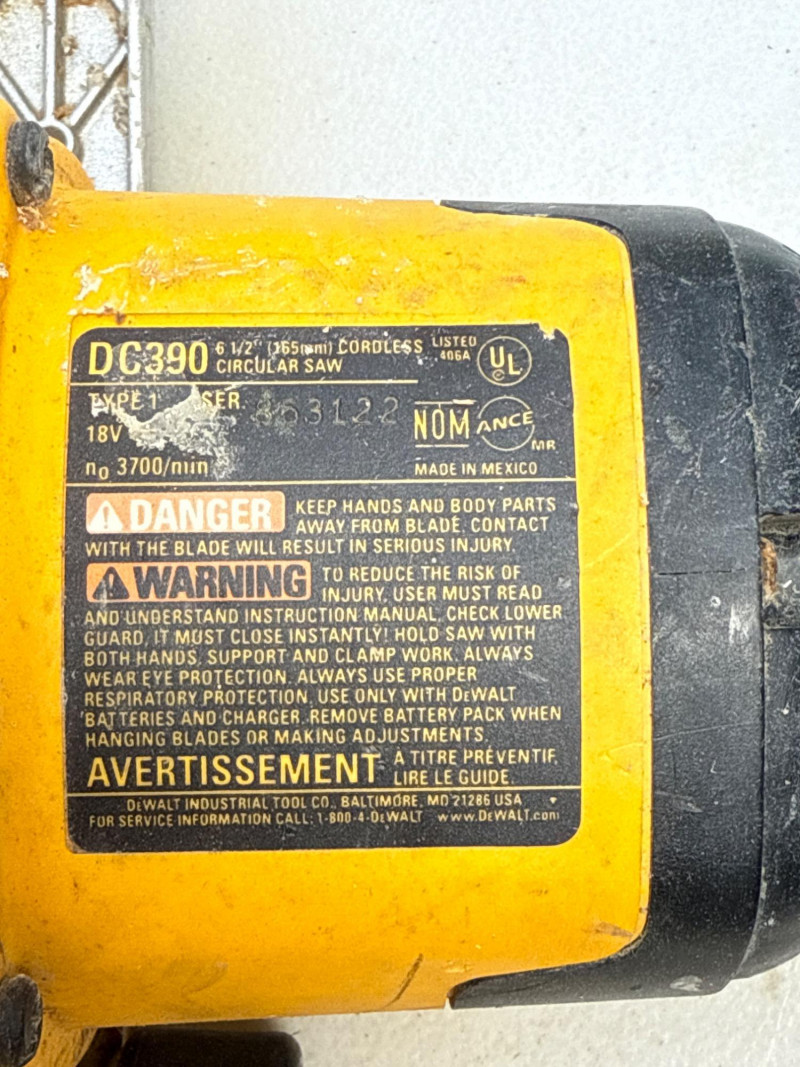 DC390 6 1/2" (165mm) CORDLESS
CIRCULAR SAW
LISTED
406A
UL
TYPE 1 SER. 863122
18V
n0 3700/min
NOM ANCE
MR
MADE IN MEXICO
DANGER KEEP HANDS AND BODY PARTS
AWAY FROM BLADE. CONTACT
WITH THE BLADE WILL RESULT IN SERIOUS INJURY.
WARNING TO REDUCE THE RISK OF
INJURY, USER MUST READ
AND UNDERSTAND INSTRUCTION MANUAL. CHECK LOWER
GUARD, IT MUST CLOSE INSTANTLY! HOLD SAW WITH
BOTH HANDS. SUPPORT AND CLAMP WORK. ALWAYS
WEAR EYE PROTECTION. ALWAYS USE PROPER
RESPIRATORY PROTECTION. USE ONLY WITH DEWALT
BATTERIES AND CHARGER. REMOVE BATTERY PACK WHEN
HANGING BLADES OR MAKING ADJUSTMENTS.
AVERTISSEMENT À TITRE PRÉVENTIF,
LIRE LE GUIDE.
DEWALT INDUSTRIAL TOOL CO., BALTIMORE, MD 21286 USA
FOR SERVICE INFORMATION CALL: 1-800-4-DEWALT www.DEWALT.com